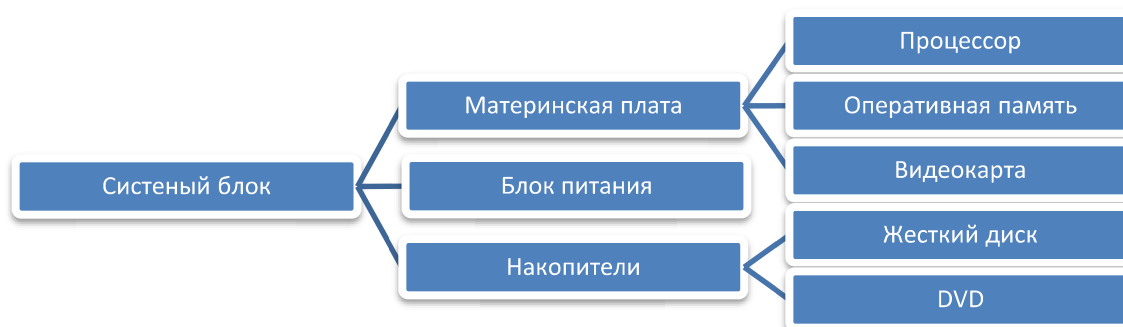 Систеный блок
Материнская плата
Процессор
Оперативная память
Видеокарта
Блок питания
Накопители
Жесткий диск
DVD